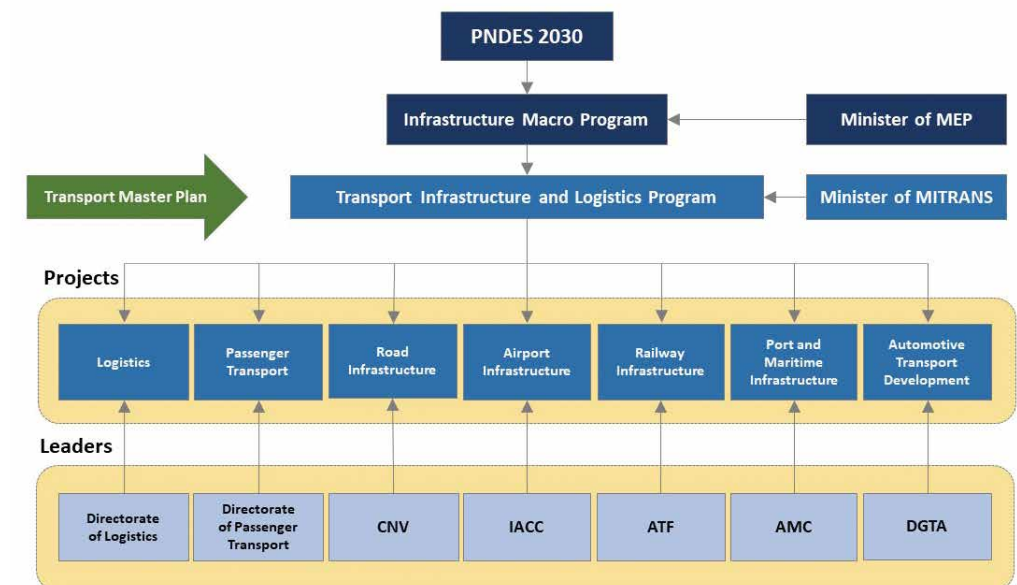 PNDES 2030
Infrastructure Macro Program
Minister of MEP
Transport Master Plan
Transport Infrastructure and Logistics Program
Minister of MITRANS
Projects
Logistics
Passenger
Transport
Road
Infrastructure
Airport
Infrastructure
Railway
Infrastructure
Port and
Maritime
Infrastructure
Automotive
Transport
Development
Leaders
Directorate
of Logistics
Directorate
of Passenger
Transport
CNV
IACC
ATF
AMC
DGTA